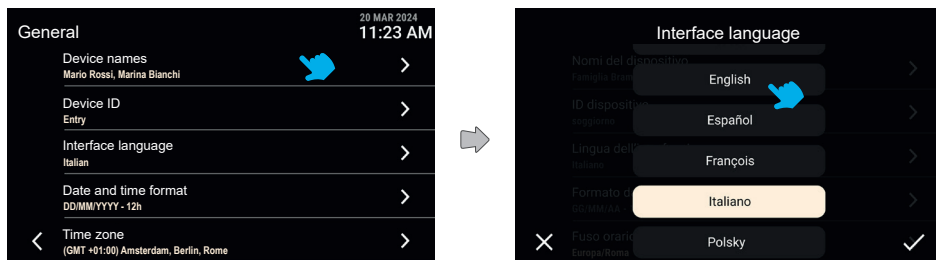 General
20 MAR 2024
11:23 AM
Device names
Mario Rossi, Marina Bianchi
Device ID
Entry
Interface language
Italian
Date and time format
DD/MM/YYYY - 12h
Time zone
(GMT +01:00) Amsterdam, Berlin, Rome
Interface language
Nomi del dispositivo
Famiglia
English
ID dispositivo
soggiorno
Español
Lingua dell
Italiano
François
Formato d
GG/MM/AA -
Italiano
Fuso orario
Europa/Roma
Polsky